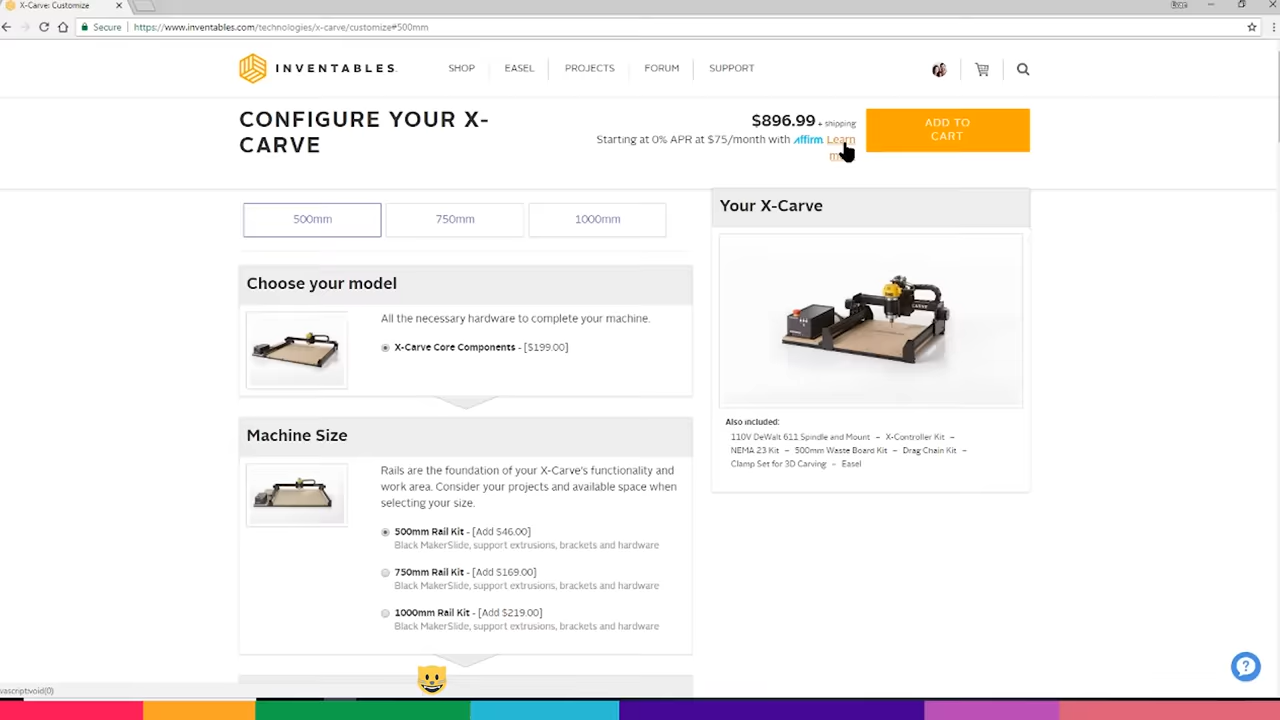 X-Carve: Customize
Secure
https://www.inventables.com/technologies/x-carve/customize#500mm
INVENTABLES.
SHOP
EASEL
PROJECTS
FORUM
SUPPORT
CONFIGURE YOUR X-
CARVE
$896.99 + shipping
Starting at 0% APR at $75/month with affirm Learn
ADD TO
CART
500mm
750mm
1000mm
Choose your model
All the necessary hardware to complete your machine.
X-Carve Core Components - [$199.00]
Machine Size
Rails are the foundation of your X-Carve's functionality and
work area. Consider your projects and available space when
selecting your size.
500mm Rail Kit - [Add $46.00]
Black MakerSlide, support extrusions, brackets and hardware
750mm Rail Kit - [Add $169.00]
Black MakerSlide, support extrusions, brackets and hardware
1000mm Rail Kit - [Add $219.00]
Black MakerSlide, support extrusions, brackets and hardware
Your X-Carve
Also included:
110V DeWalt 611 Spindle and Mount – X-Controller Kit –
NEMA 23 Kit – 500mm Waste Board Kit – Drag Chain Kit –
Clamp Set for 3D Carving – Easel
?
vascript:void(0)